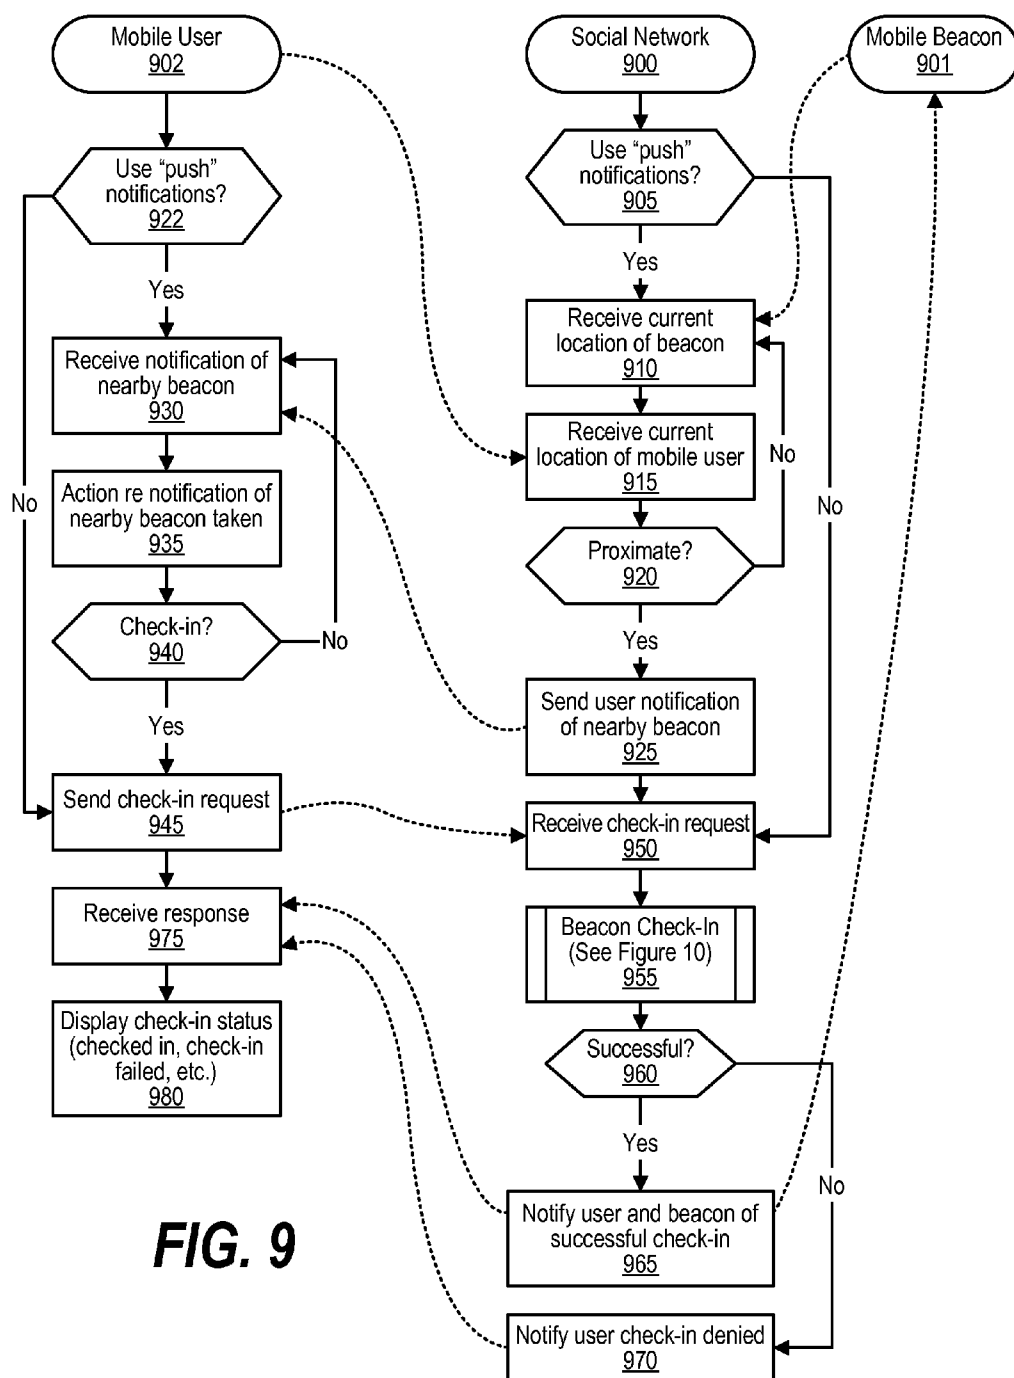 Mobile User
902
Use "push"
notifications?
922
Yes
Receive notification of
nearby beacon
930
Action re notification of
nearby beacon taken
935
No
Check-in?
940
No
Yes
Send check-in request
945
Receive response
975
Display check-in status
(checked in, check-in
failed, etc.)
980
Social Network
900
Use "push"
notifications?
905
Yes
Receive current
location of beacon
910
Receive current
location of mobile user
915
No
No
Proximate?
920
Yes
Send user notification
of nearby beacon
925
Receive check-in request
950
Beacon Check-In
(See Figure 10)
955
Successful?
960
Yes
No
Notify user and beacon of
successful check-in
965
Notify user check-in denied
970
Mobile Beacon
901
FIG. 9